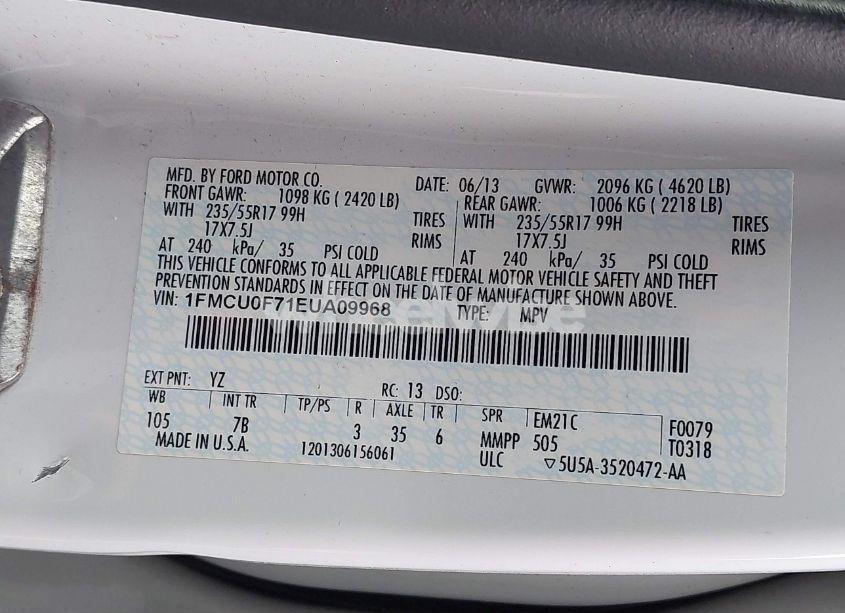 MFD. BY FORD MOTOR CO. DATE: 06/13 GVWR: 2096 KG ( 4620 LB)
FRONT GAWR: 1098 KG ( 2420 LB) REAR GAWR: 1006 KG ( 2218 LB)
WITH 235/55R17 99H TIRES WITH 235/55R17 99H TIRES
17X7.5J RIMS 17X7.5J RIMS
AT 240 kPa/ 35 PSI COLD AT 240 kPa/ 35 PSI COLD
THIS VEHICLE CONFORMS TO ALL APPLICABLE FEDERAL MOTOR VEHICLE SAFETY AND THEFT
PREVENTION STANDARDS IN EFFECT ON THE DATE OF MANUFACTURE SHOWN ABOVE.
VIN: 1FMCU0F71EUA09968 TYPE: MPV
EXT PNT: YZ RC: 13 DSO:
WB INT TR TP/PS R AXLE TR SPR EM21C F0079
105 7B 3 35 6 MMPP 505 T0318
MADE IN U.S.A. 1201306156061 ULC ▽5U5A-3520472-AA